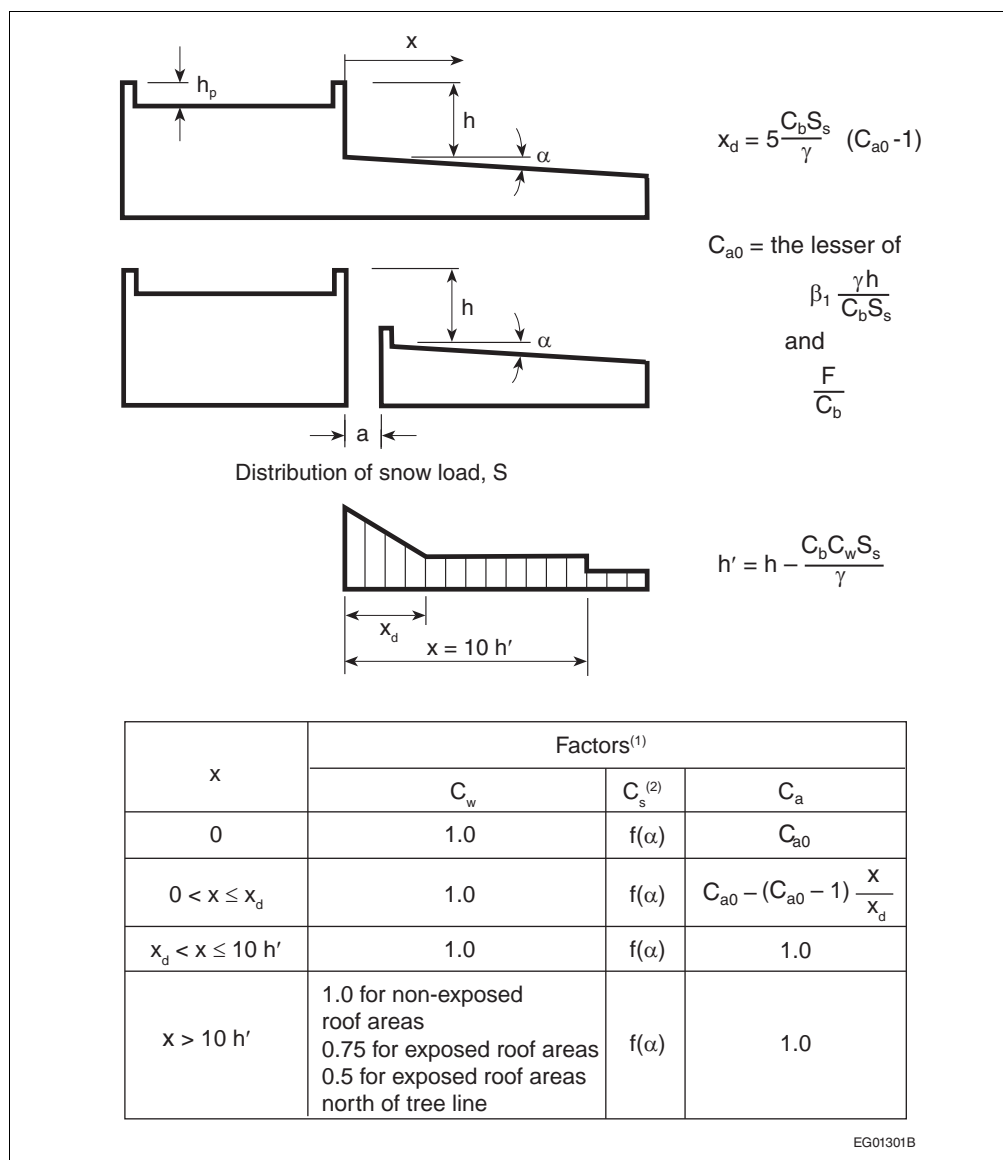 x
hₚ
h
α
x_d = 5 C_bS_s/γ (C_a0 -1)
C_a0 = the lesser of
β₁ γh/C_bS_s
and
F/C_b
h
α
a
Distribution of snow load, S
h′ = h – C_bC_wS_s/γ
x_d
x = 10 h′
x
Factors⁽¹⁾
C_w
C_s⁽²⁾
C_a
0
1.0
f(α)
C_a0
0 < x ≤ x_d
1.0
f(α)
C_a0 – (C_a0 – 1) x/x_d
x_d < x ≤ 10 h′
1.0
f(α)
1.0
x > 10 h′
1.0 for non-exposed
roof areas
0.75 for exposed roof areas
0.5 for exposed roof areas
north of tree line
f(α)
1.0
EG01301B